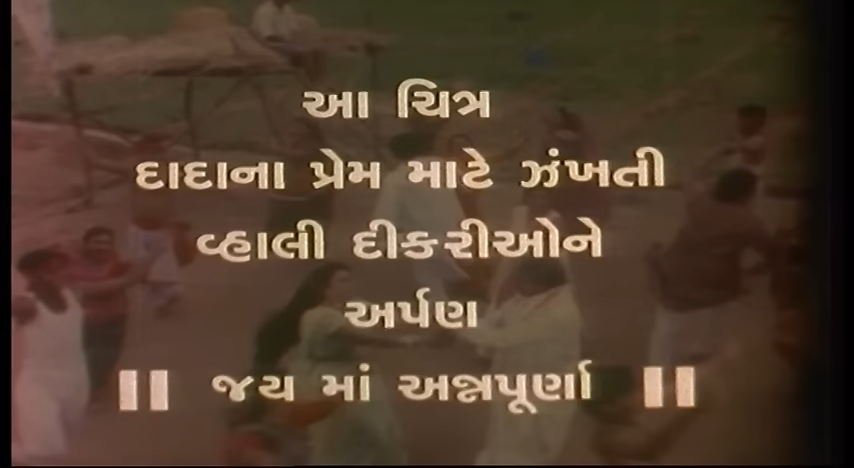 આ ચિત્ર
દાદાના પ્રેમ માટે ઝંખતી
વ્હાલી દીકરીઓને
અર્પણ
|| જય માં અન્નપૂર્ણા ||